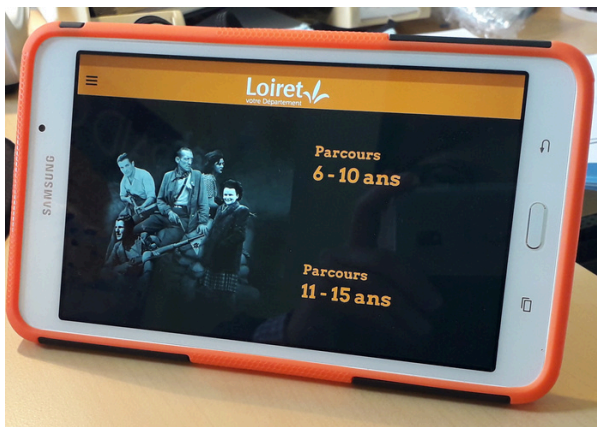 SAMSUNG
Loiret
votre Département
Parcours
6 - 10 ans
Parcours
11 - 15 ans